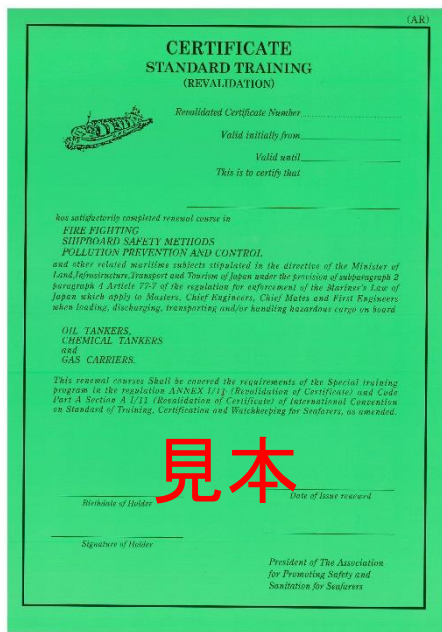 (AR)
CERTIFICATE
STANDARD TRAINING
(REVALIDATION)
Revalidated Certificate Number
Valid initially from
Valid until
This is to certify that
has satisfactorily completed renewal course in
FIRE FIGHTING
SHIPBOARD SAFETY METHODS
POLLUTION PREVENTION AND CONTROL
and other related maritime subjects stipulated in the directive of the Minister of
Land,Infrastructure,Transport and Tourism of Japan under the provision of subparagraph 2
paragraph 4 Article 77-7 of the regulation for enforcement of the Mariner's Law of
Japan which apply to Masters, Chief Engineers, Chief Mates and First Engineers
when loading, discharging, transporting and/or handling hazardous cargo on board
OIL TANKERS,
CHEMICAL TANKERS
and
GAS CARRIERS.
This renewal courses Shall be covered the requirements of the Special training
program in the regulation ANNEX I/11 (Revalidation of Certificate) and Code
Part A Section A I/11 (Revalidation of Certificate) of International Convention
on Standard of Training, Certification and Watchkeeping for Seafarers, as amended.
見本
Birthdate of Holder
Date of Issue renewed
Signature of Holder
President of The Association
for Promoting Safety and
Sanitation for Seafarers